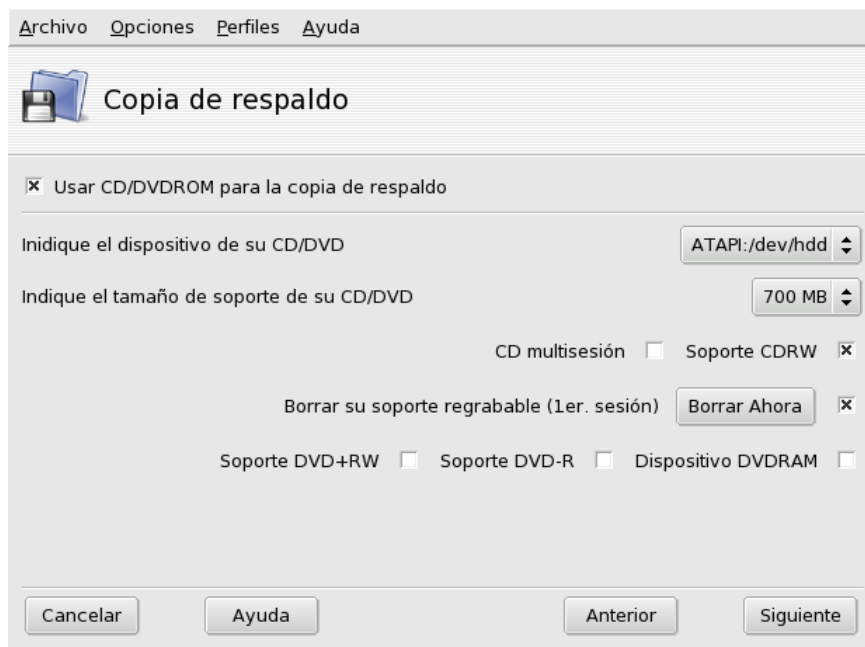 Archivo Opciones Perfiles Ayuda
Copia de respaldo
Usar CD/DVDROM para la copia de respaldo
Inidique el dispositivo de su CD/DVD ATAPI:/dev/hdd
Indique el tamaño de soporte de su CD/DVD 700 MB
CD multisesión Soporte CDRW
Borrar su soporte regrabable (1er. sesión) Borrar Ahora
Soporte DVD+RW Soporte DVD-R Dispositivo DVDRAM
Cancelar Ayuda Anterior Siguiente